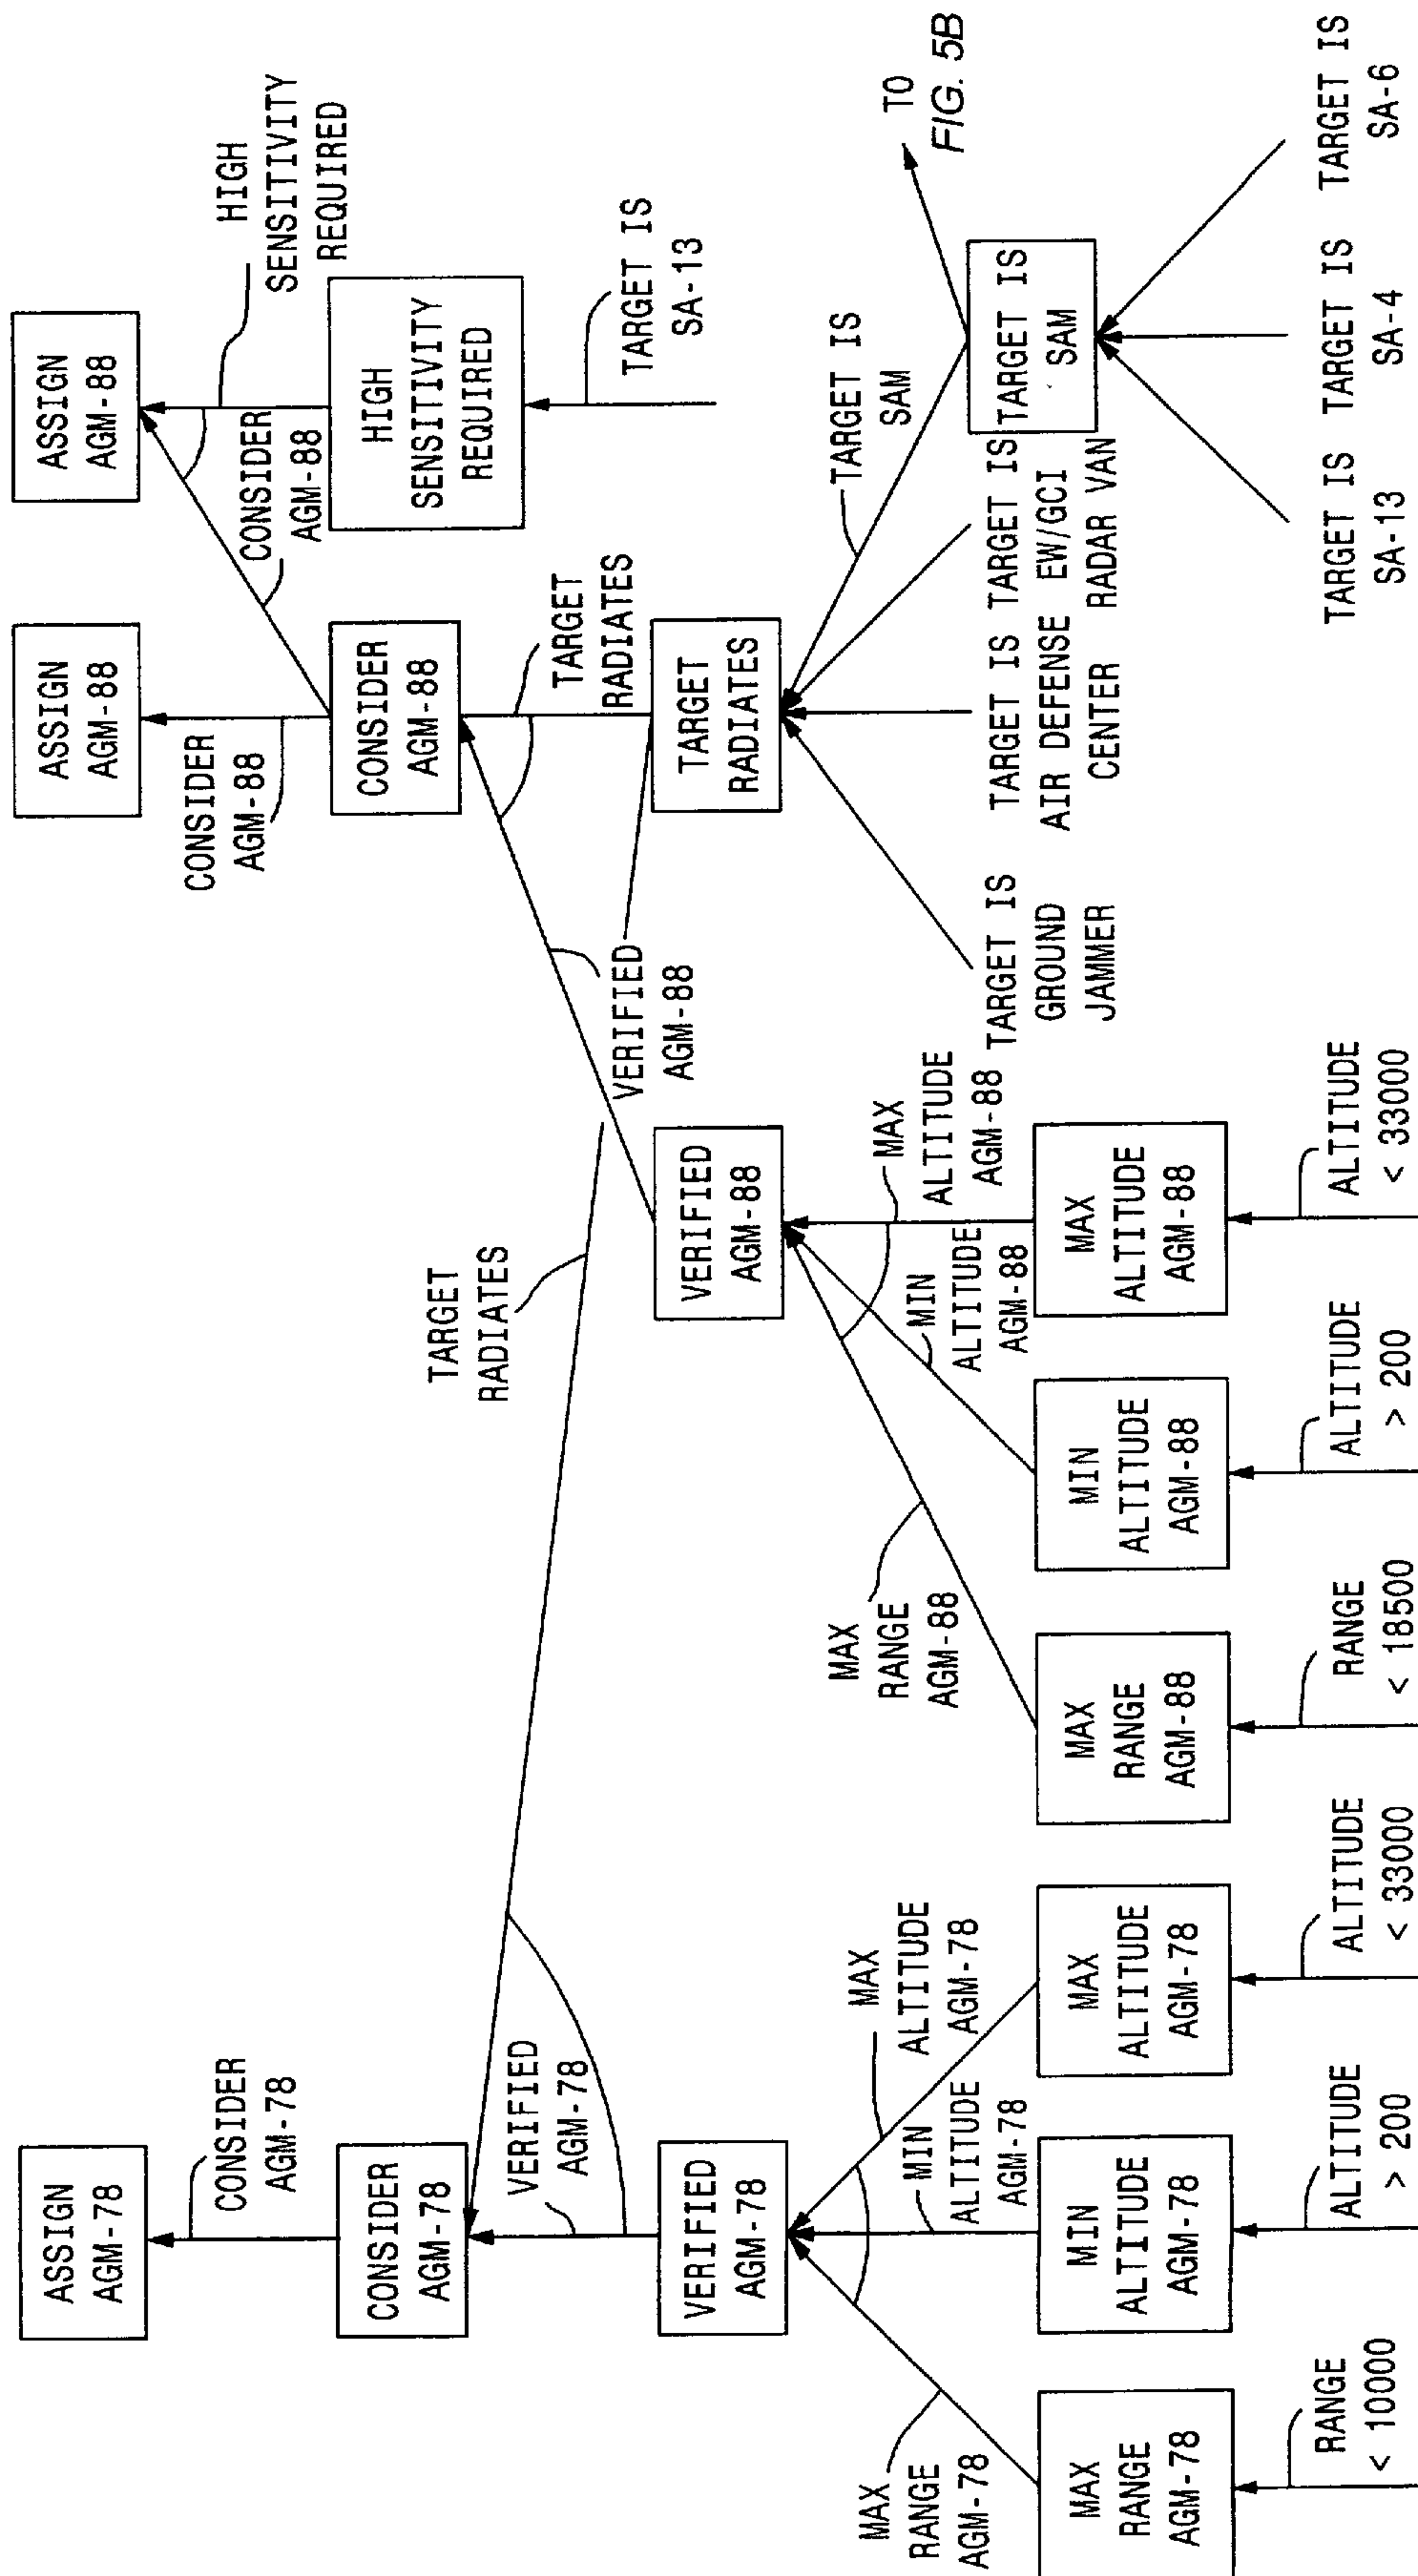 ASSIGN
AGM-78
ASSIGN
AGM-88
ASSIGN
AGM-88
CONSIDER
AGM-78
CONSIDER
AGM-88
CONSIDER
AGM-88
HIGH
SENSITIVITY
REQUIRED
CONSIDER
AGM-78
CONSIDER
AGM-88
HIGH
SENSITIVITY
REQUIRED
TARGET
RADIATES
VERIFIED
AGM-78
VERIFIED
AGM-88
TARGET
RADIATES
TARGET IS
SA-13
VERIFIED
AGM-78
VERIFIED
AGM-88
TARGET
RADIATES
MAX
RANGE
AGM-78
MIN
ALTITUDE
AGM-78
MAX
ALTITUDE
AGM-78
MAX
RANGE
AGM-88
MIN
ALTITUDE
AGM-88
MAX
ALTITUDE
AGM-88
TARGET IS
SAM
TO
FIG. 5B
TARGET IS
GROUND
JAMMER
TARGET IS
AIR DEFENSE
CENTER
TARGET IS
EW/GCI
RADAR VAN
TARGET IS
SAM
MAX
RANGE
AGM-78
MIN
ALTITUDE
AGM-78
MAX
ALTITUDE
AGM-78
MAX
RANGE
AGM-88
MIN
ALTITUDE
AGM-88
MAX
ALTITUDE
AGM-88
RANGE
< 10000
ALTITUDE
> 200
ALTITUDE
< 33000
RANGE
< 18500
ALTITUDE
> 200
ALTITUDE
< 33000
TARGET IS
SA-13
TARGET IS
SA-4
TARGET IS
SA-6